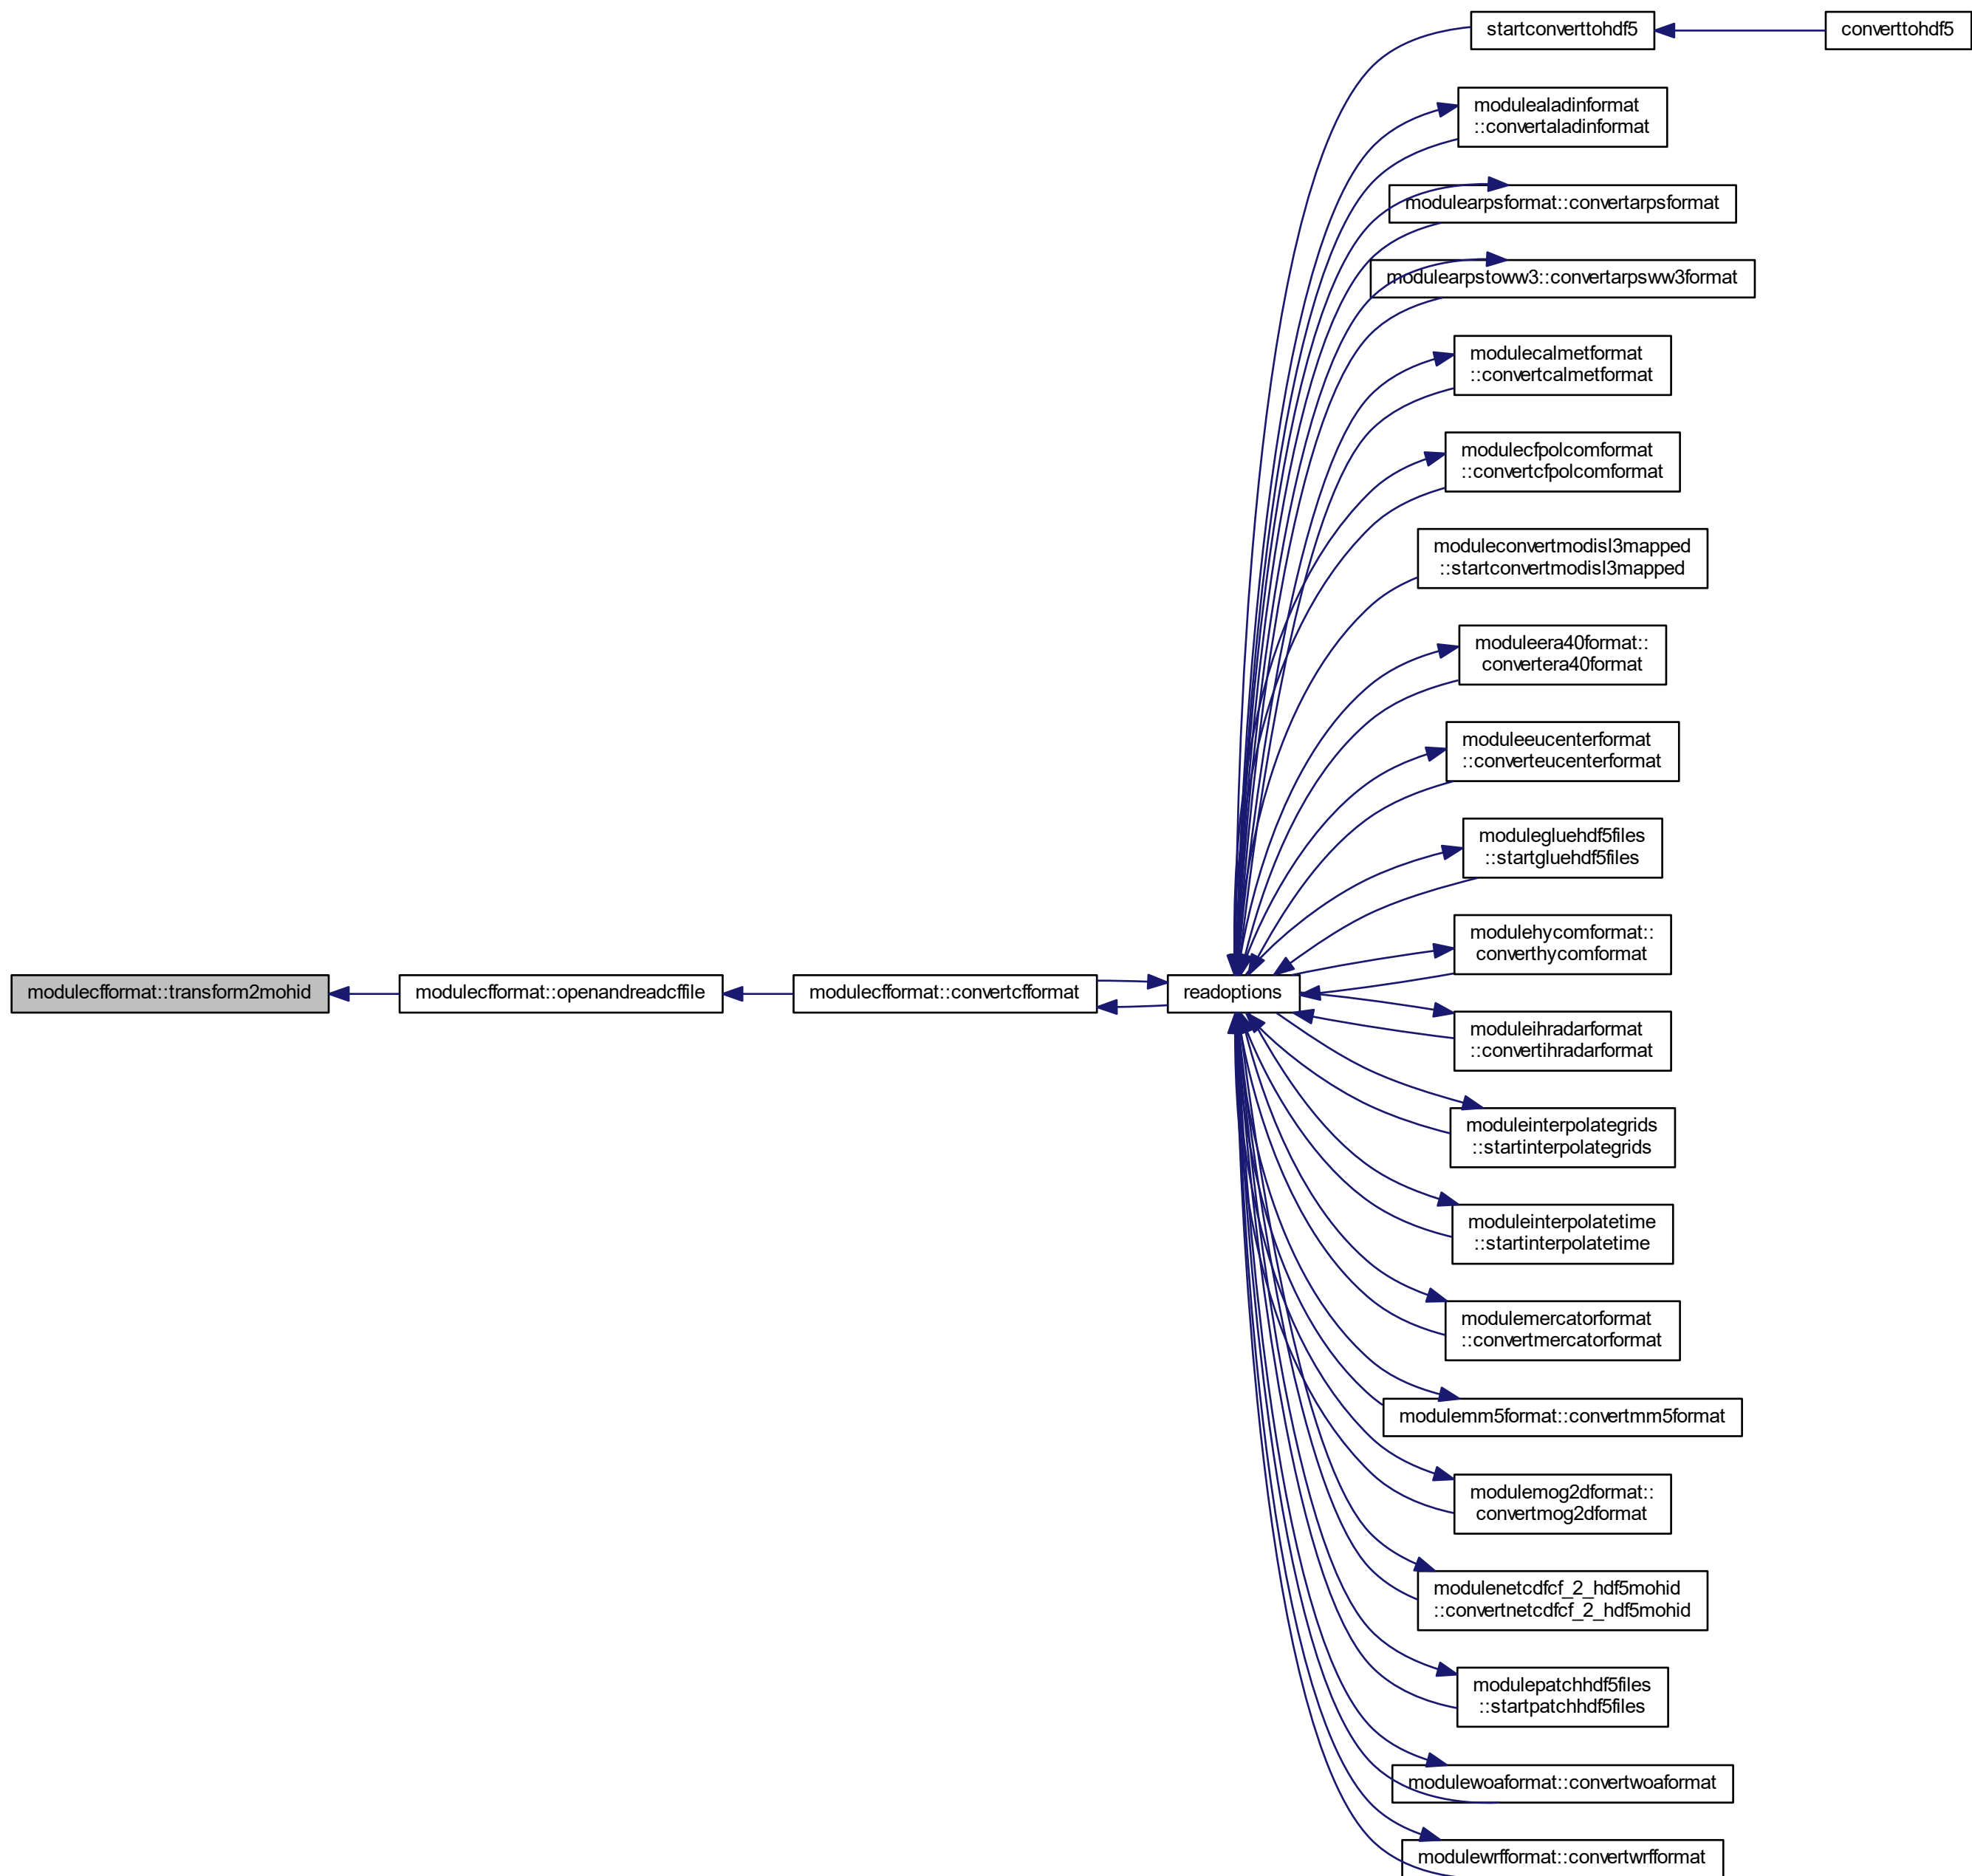 startconverttohdf5
converttohdf5
modulealadinformat
::convertaladinformat
modulearpsformat::convertarpsformat
modulearpstoww3::convertarpsww3format
modulecalmetformat
::convertcalmetformat
modulecfpolcomformat
::convertcfpolcomformat
moduleconvertmodisl3mapped
::startconvertmodisl3mapped
moduleera40format::
convertera40format
moduleeucenterformat
::converteucenterformat
modulegluehdf5files
::startgluehdf5files
modulehycomformat::
converthycomformat
modulecfformat::transform2mohid
modulecfformat::openandreadcffile
modulecfformat::convertcfformat
readoptions
moduleihradarformat
::convertihradarformat
moduleinterpolategrids
::startinterpolategrids
moduleinterpolatetime
::startinterpolatetime
modulemercatorformat
::convertmercatorformat
modulemm5format::convertmm5format
modulemog2dformat::
convertmog2dformat
modulenetcdfcf_2_hdf5mohid
::convertnetcdfcf_2_hdf5mohid
modulepatchhdf5files
::startpatchhdf5files
modulewoaformat::convertwoaformat
modulewrfformat::convertwrfformat